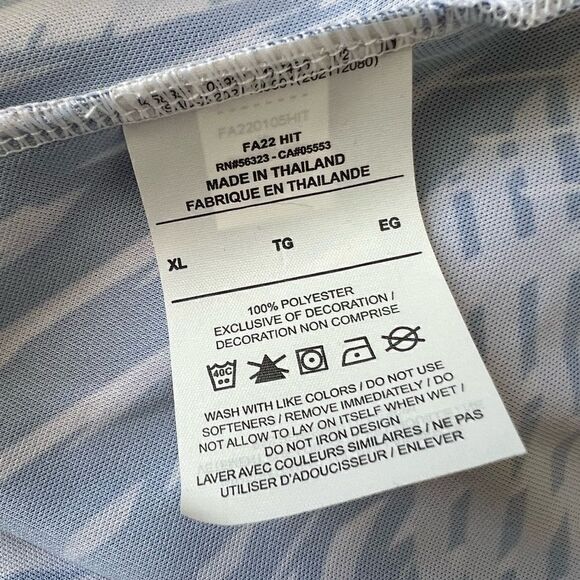 FA220105HIT
FA22 HIT
RN#56323 - CA#05553
MADE IN THAILAND
FABRIQUE EN THAILANDE
XL TG EG
100% POLYESTER
EXCLUSIVE OF DECORATION /
DECORATION NON COMPRISE
40C
WASH WITH LIKE COLORS / DO NOT USE
SOFTENERS / REMOVE IMMEDIATELY / DO
NOT ALLOW TO LAY ON ITSELF WHEN WET /
DO NOT IRON DESIGN
LAVER AVEC COULEURS SIMILAIRES / NE PAS
UTILISER D'ADOUCISSEUR / ENLEVER